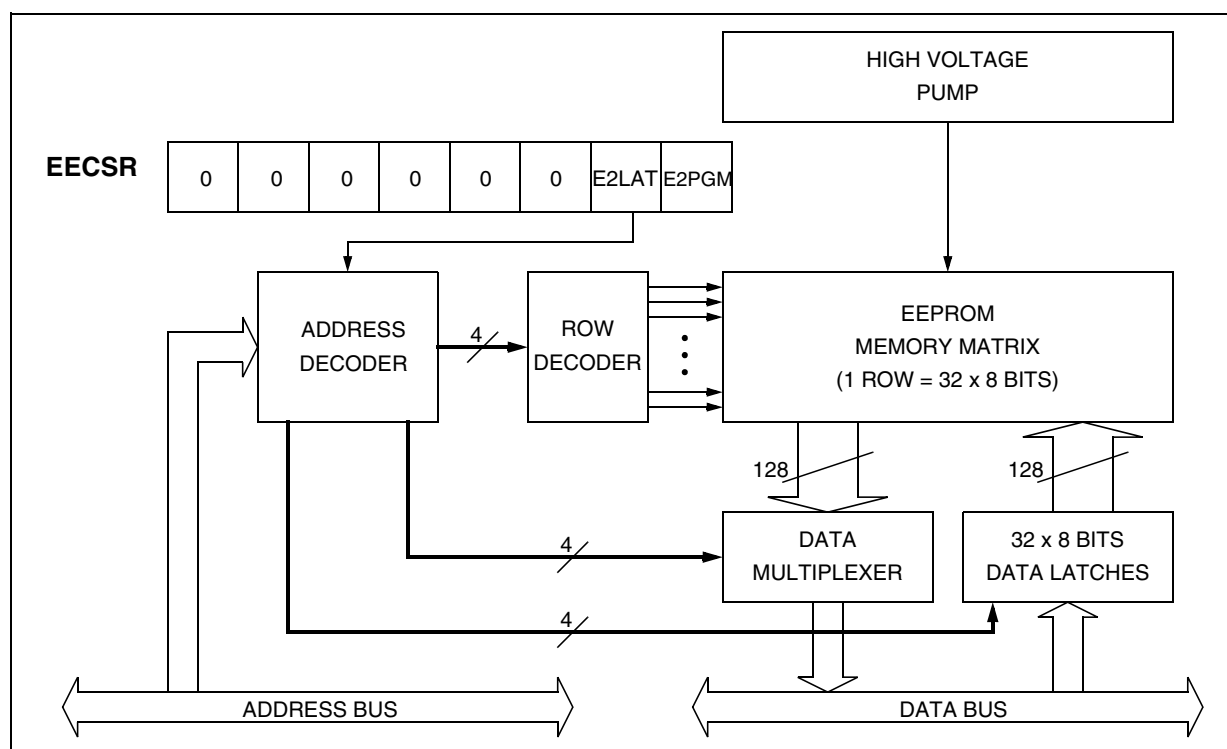 HIGH VOLTAGE
PUMP
EECSR
0 0 0 0 0 0 E2LAT E2PGM
ADDRESS
DECODER
4
ROW
DECODER
EEPROM
MEMORY MATRIX
(1 ROW = 32 x 8 BITS)
128
128
4
DATA
MULTIPLEXER
32 x 8 BITS
DATA LATCHES
4
ADDRESS BUS
DATA BUS